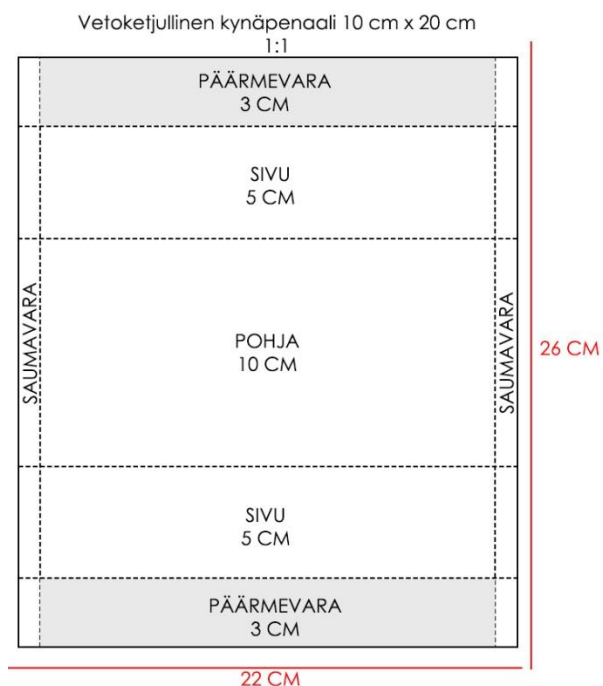 Vetoketjullinen kynäpenaali 10 cm x 20 cm
1:1
PÄÄRMEVARA
3 CM
SIVU
5 CM
SAUMAVARA
POHJA
10 CM
SAUMAVARA
26 CM
SIVU
5 CM
PÄÄRMEVARA
3 CM
22 CM